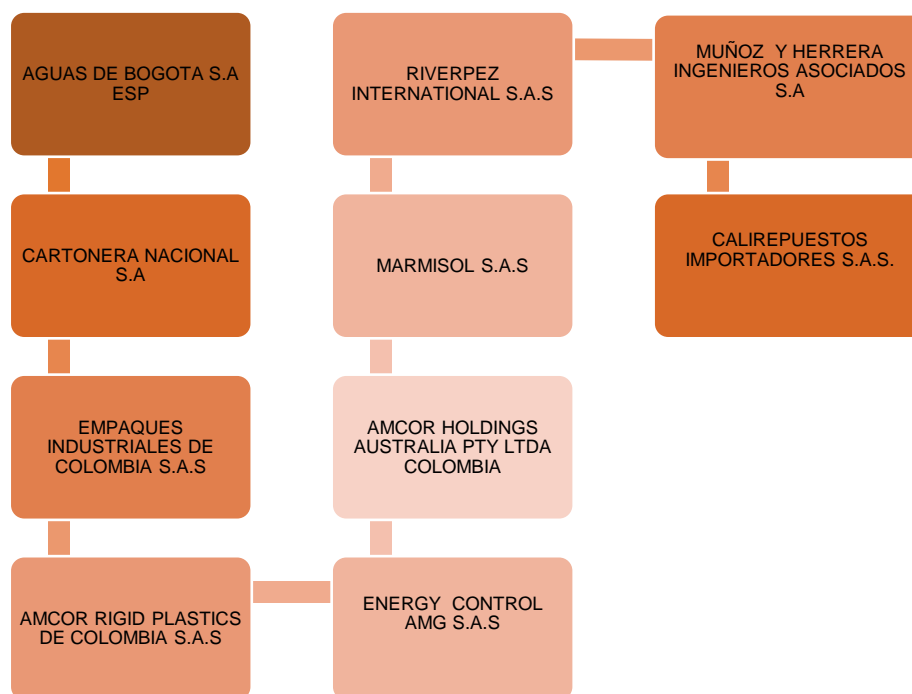 AGUAS DE BOGOTA S.A
ESP
CARTONERA NACIONAL
S.A
EMPAQUES
INDUSTRIALES DE
COLOMBIA S.A.S
AMCOR RIGID PLASTICS
DE COLOMBIA S.A.S
ENERGY CONTROL
AMG S.A.S
AMCOR HOLDINGS
AUSTRALIA PTY LTDA
COLOMBIA
MARMISOL S.A.S
RIVERPEZ
INTERNATIONAL S.A.S
MUÑOZ Y HERRERA
INGENIEROS ASOCIADOS
S.A
CALIREPUESTOS
IMPORTADORES S.A.S.